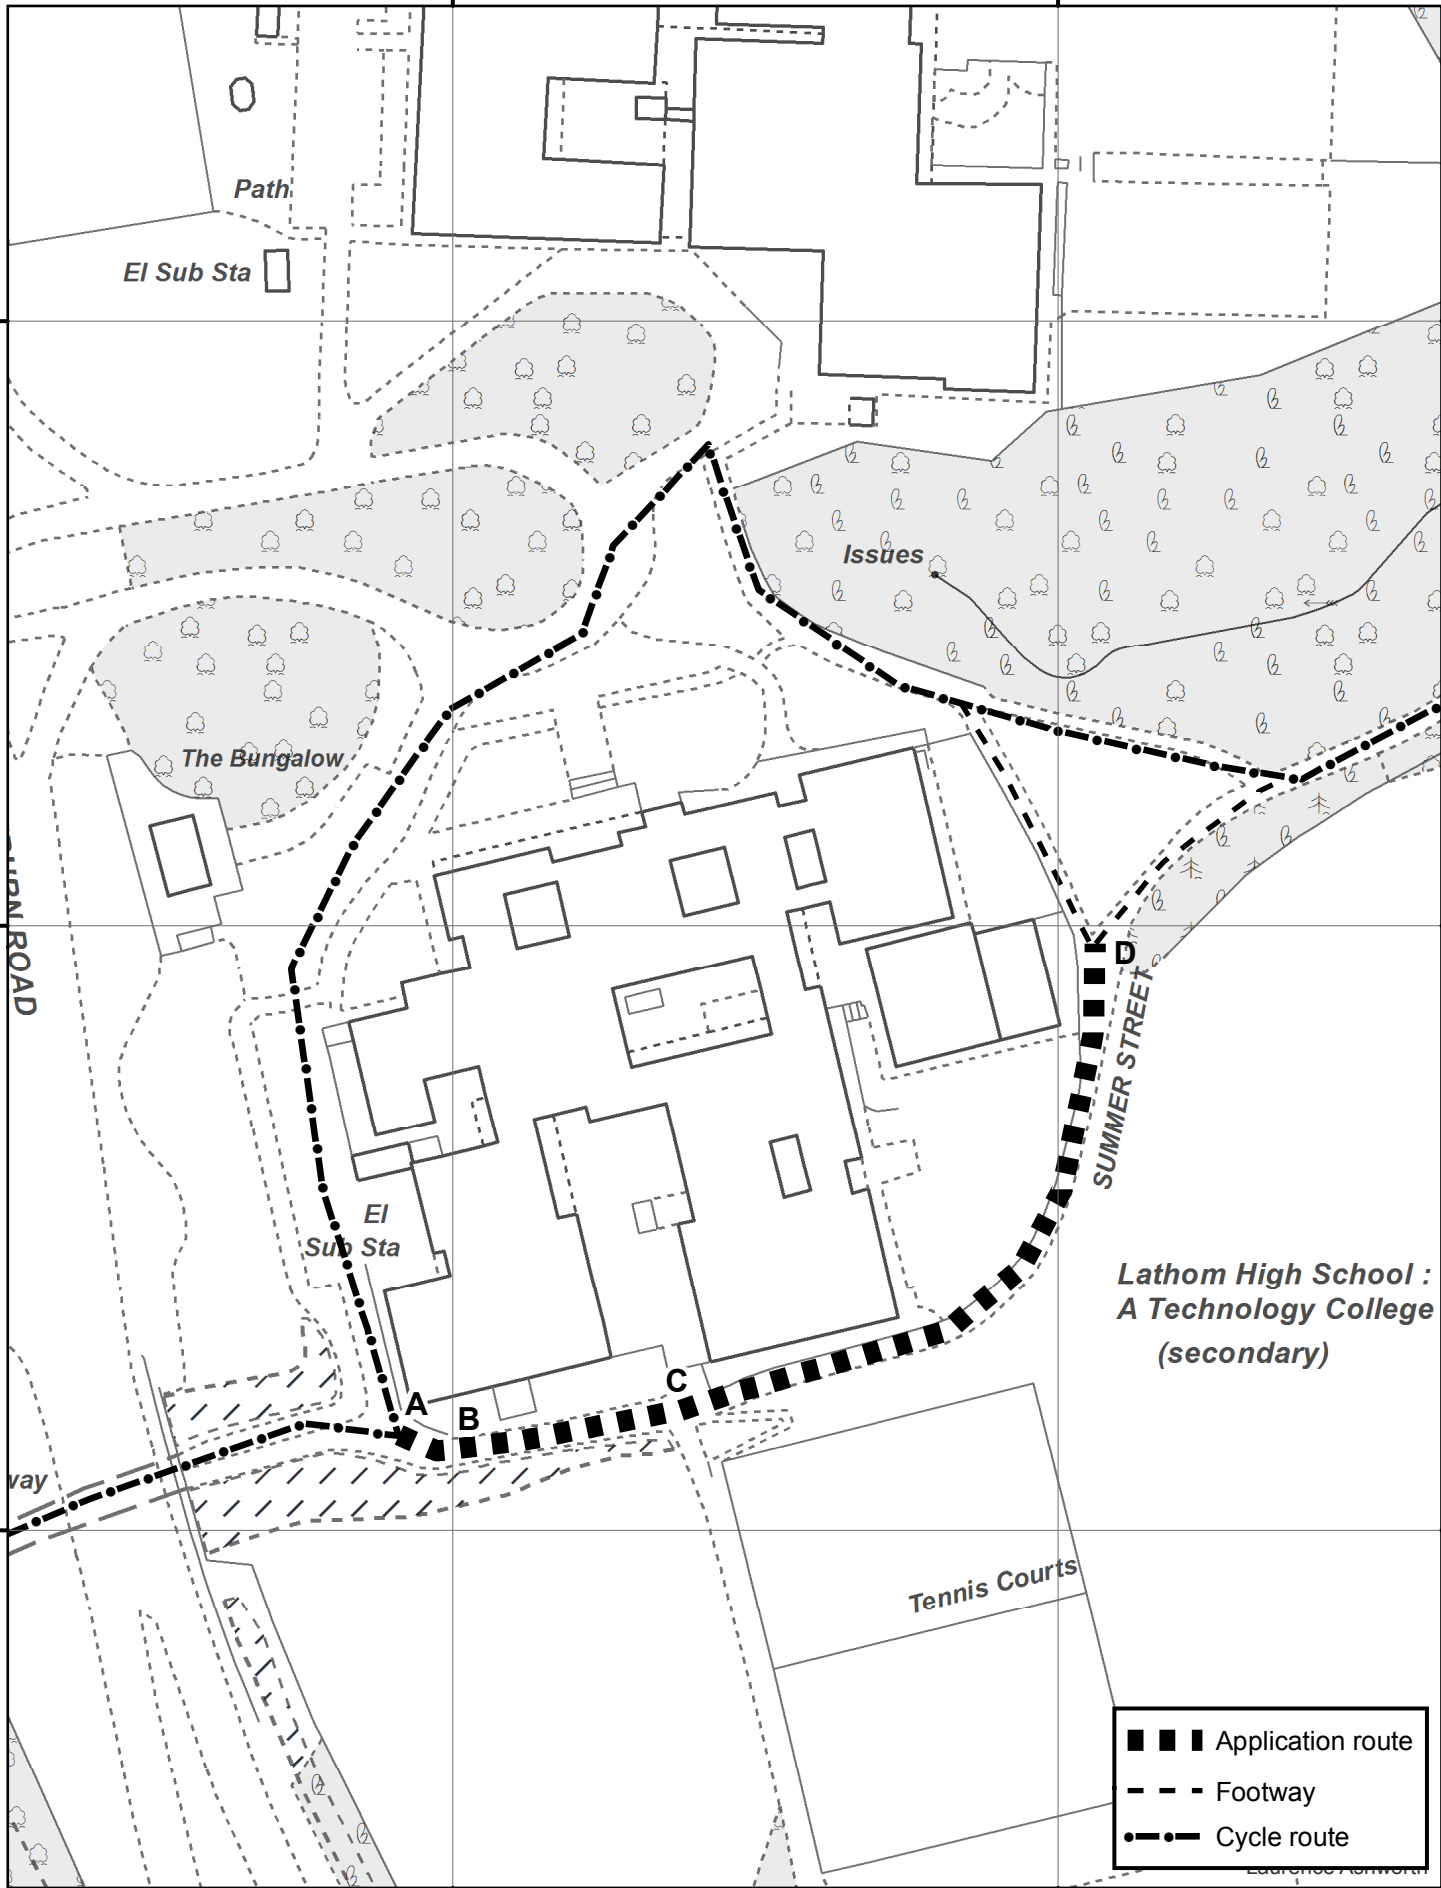 Path
El Sub Sta
Issues
The Bungalow
ROAD
D
SUMMER STREET
El
Sub Sta
Lathom High School :
A Technology College
(secondary)
A
B
C
Tennis Courts
Application route
Footway
Cycle route